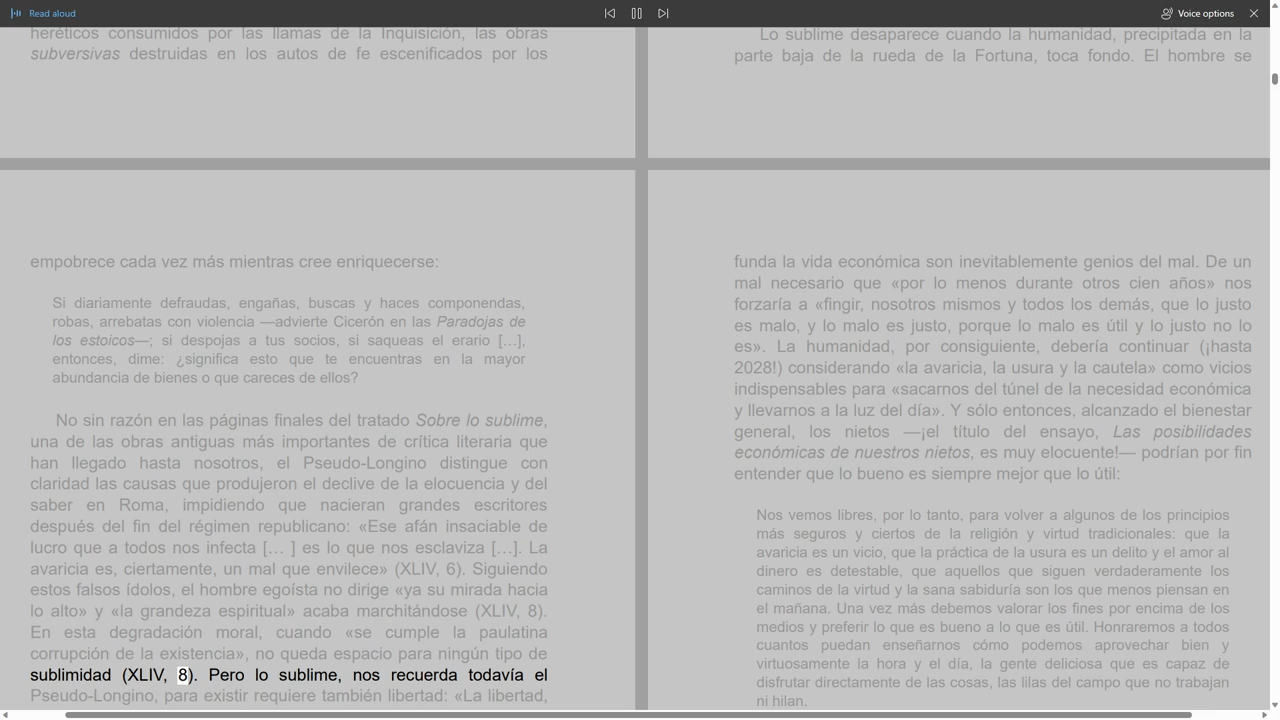 Read aloud
Voice options
heréticos consumidos por las llamas de la Inquisición, las obras
subversivas destruidas en los autos de fe escenificados por los
empobrece cada vez más mientras cree enriquecerse:
Si diariamente defraudas, engañas, buscas y haces componendas,
robas, arrebatas con violencia —advierte Cicerón en las Paradojas de
los estoicos—; si despojas a tus socios, si saqueas el erario […],
entonces, dime: ¿significa esto que te encuentras en la mayor
abundancia de bienes o que careces de ellos?
No sin razón en las páginas finales del tratado Sobre lo sublime,
una de las obras antiguas más importantes de crítica literaria que
han llegado hasta nosotros, el Pseudo-Longino distingue con
claridad las causas que produjeron el declive de la elocuencia y del
saber en Roma, impidiendo que nacieran grandes escritores
después del fin del régimen republicano: «Ese afán insaciable de
lucro que a todos nos infecta [… ] es lo que nos esclaviza […]. La
avaricia es, ciertamente, un mal que envilece» (XLIV, 6). Siguiendo
estos falsos ídolos, el hombre egoísta no dirige «ya su mirada hacia
lo alto» y «la grandeza espiritual» acaba marchitándose (XLIV, 8).
En esta degradación moral, cuando «se cumple la paulatina
corrupción de la existencia», no queda espacio para ningún tipo de
sublimidad (XLIV, 8). Pero lo sublime, nos recuerda todavía el
Pseudo-Longino, para existir requiere también libertad: «La libertad,
Lo sublime desaparece cuando la humanidad, precipitada en la
parte baja de la rueda de la Fortuna, toca fondo. El hombre se
funda la vida económica son inevitablemente genios del mal. De un
mal necesario que «por lo menos durante otros cien años» nos
forzaría a «fingir, nosotros mismos y todos los demás, que lo justo
es malo, y lo malo es justo, porque lo malo es útil y lo justo no lo
es». La humanidad, por consiguiente, debería continuar (¡hasta
2028!) considerando «la avaricia, la usura y la cautela» como vicios
indispensables para «sacarnos del túnel de la necesidad económica
y llevarnos a la luz del día». Y sólo entonces, alcanzado el bienestar
general, los nietos —¡el título del ensayo, Las posibilidades
económicas de nuestros nietos, es muy elocuente!— podrían por fin
entender que lo bueno es siempre mejor que lo útil:
Nos vemos libres, por lo tanto, para volver a algunos de los principios
más seguros y ciertos de la religión y virtud tradicionales: que la
avaricia es un vicio, que la práctica de la usura es un delito y el amor al
dinero es detestable, que aquellos que siguen verdaderamente los
caminos de la virtud y la sana sabiduría son los que menos piensan en
el mañana. Una vez más debemos valorar los fines por encima de los
medios y preferir lo que es bueno a lo que es útil. Honraremos a todos
cuantos puedan enseñarnos cómo podemos aprovechar bien y
virtuosamente la hora y el día, la gente deliciosa que es capaz de
disfrutar directamente de las cosas, las lilas del campo que no trabajan
ni hilan.